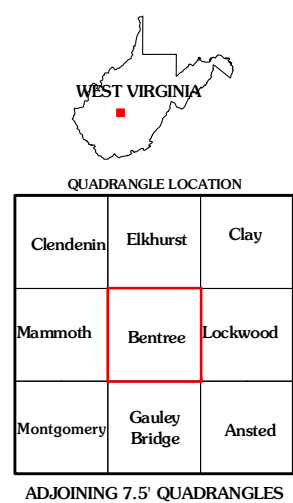 WEST VIRGINIA
QUADRANGLE LOCATION
Clendenin
Elkhurst
Clay
Mammoth
Bentree
Lockwood
Montgomery
Gauley
Bridge
Ansted
ADJOINING 7.5' QUADRANGLES